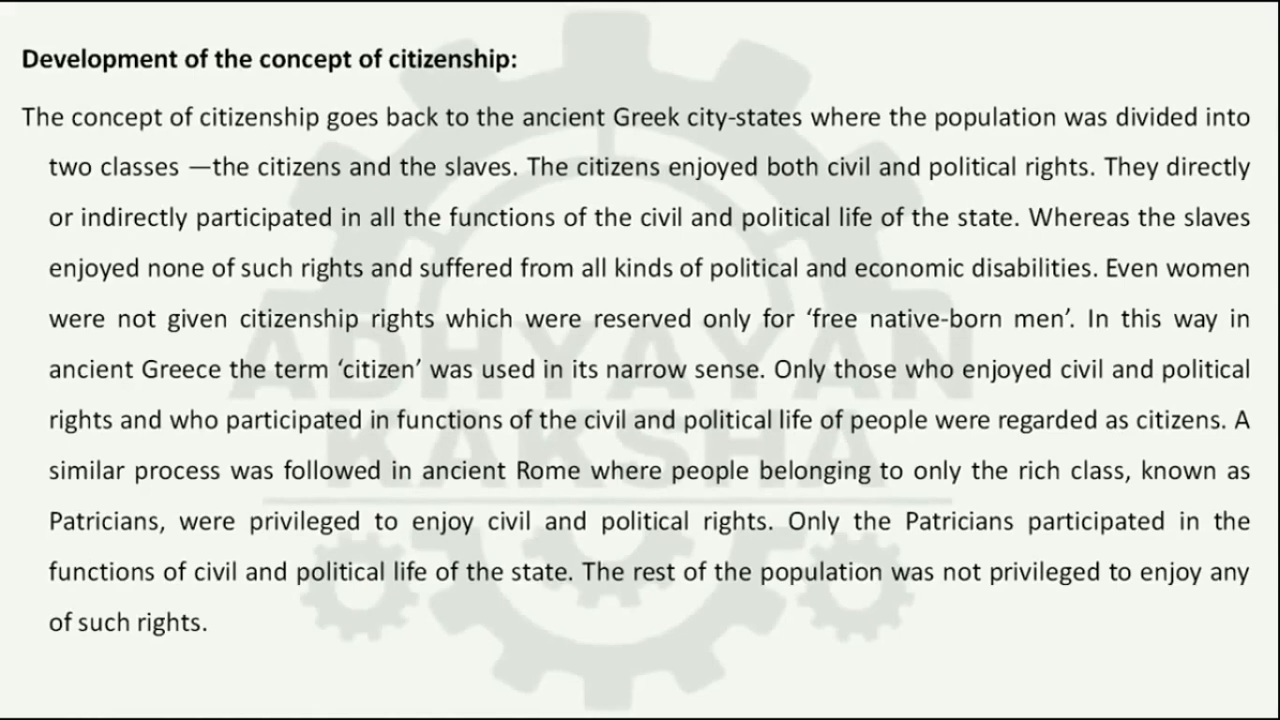 Development of the concept of citizenship:
The concept of citizenship goes back to the ancient Greek city-states where the population was divided into
two classes —the citizens and the slaves. The citizens enjoyed both civil and political rights. They directly
or indirectly participated in all the functions of the civil and political life of the state. Whereas the slaves
enjoyed none of such rights and suffered from all kinds of political and economic disabilities. Even women
were not given citizenship rights which were reserved only for ‘free native-born men’. In this way in
ancient Greece the term ‘citizen’ was used in its narrow sense. Only those who enjoyed civil and political
rights and who participated in functions of the civil and political life of people were regarded as citizens. A
similar process was followed in ancient Rome where people belonging to only the rich class, known as
Patricians, were privileged to enjoy civil and political rights. Only the Patricians participated in the
functions of civil and political life of the state. The rest of the population was not privileged to enjoy any
of such rights.
ADHYAYAN
KAKSHA